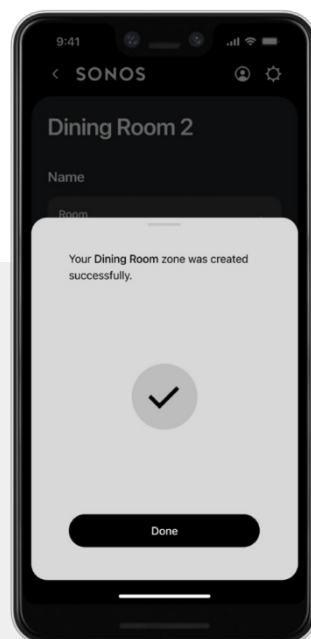 9:41
SONOS
Dining Room 2
Name
Room
Your Dining Room zone was created
successfully.
Done